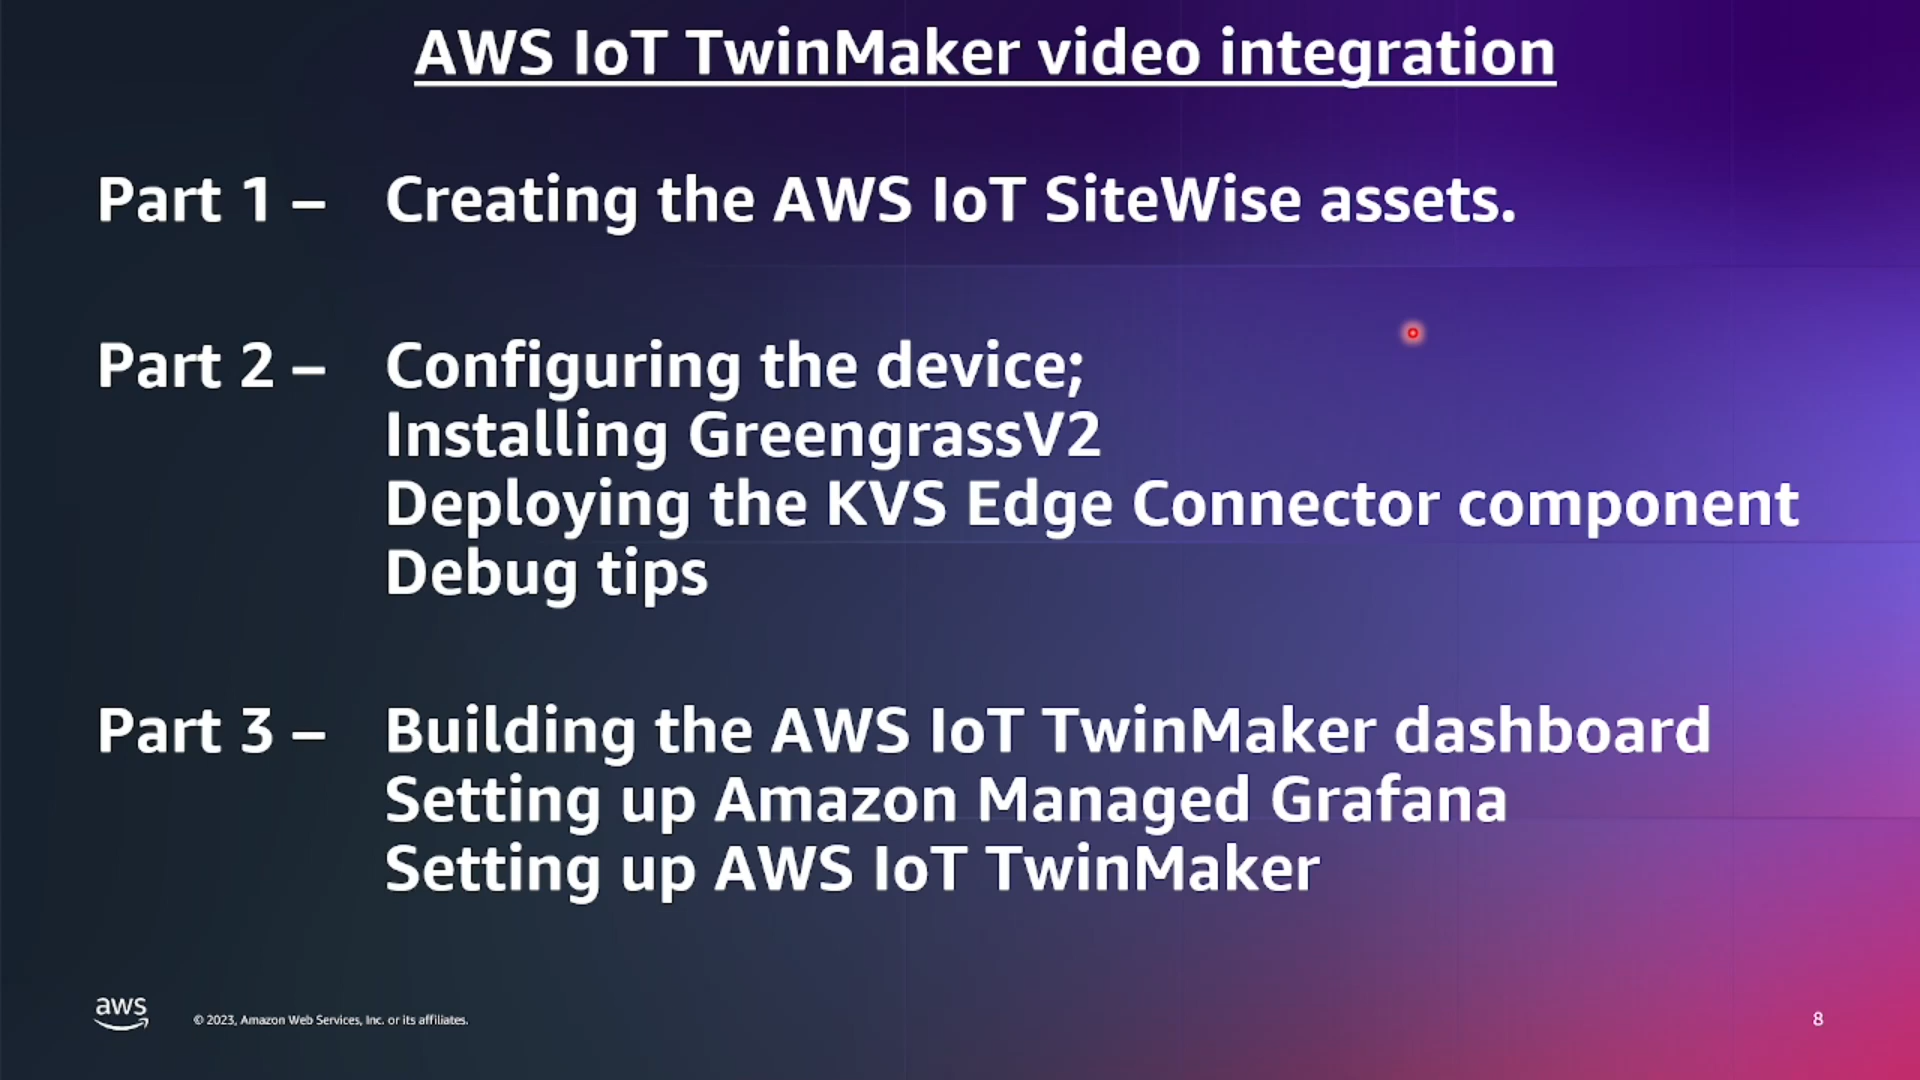 AWS IoT TwinMaker video integration
Part 1 – Creating the AWS IoT SiteWise assets.
Part 2 – Configuring the device;
Installing GreengrassV2
Deploying the KVS Edge Connector component
Debug tips
Part 3 – Building the AWS IoT TwinMaker dashboard
Setting up Amazon Managed Grafana
Setting up AWS IoT TwinMaker
aws
© 2023, Amazon Web Services, Inc. or its affiliates.
8